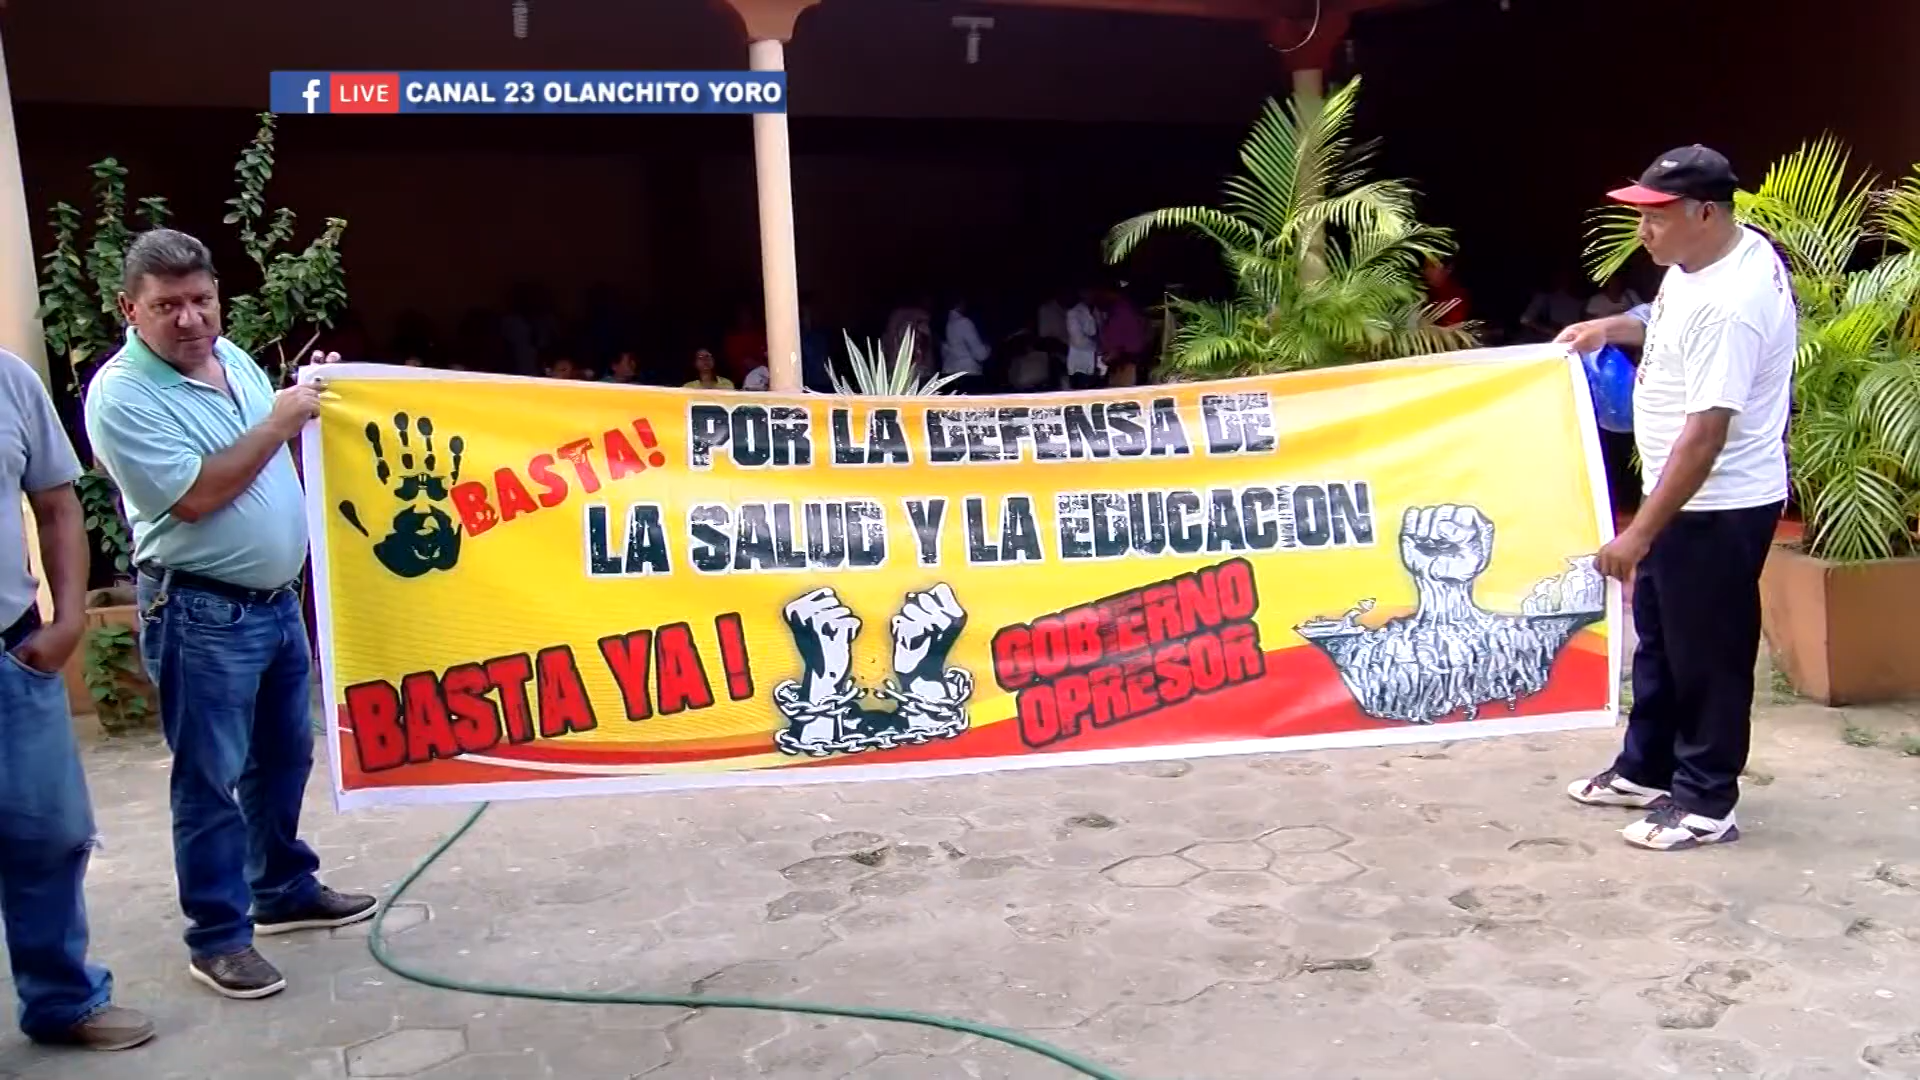 f LIVE CANAL 23 OLANCHITO YORO
BASTA!
POR LA DEFENSA DE
LA SALUD Y LA EDUCACION
BASTA YA !
GOBIERNO
OPRESOR